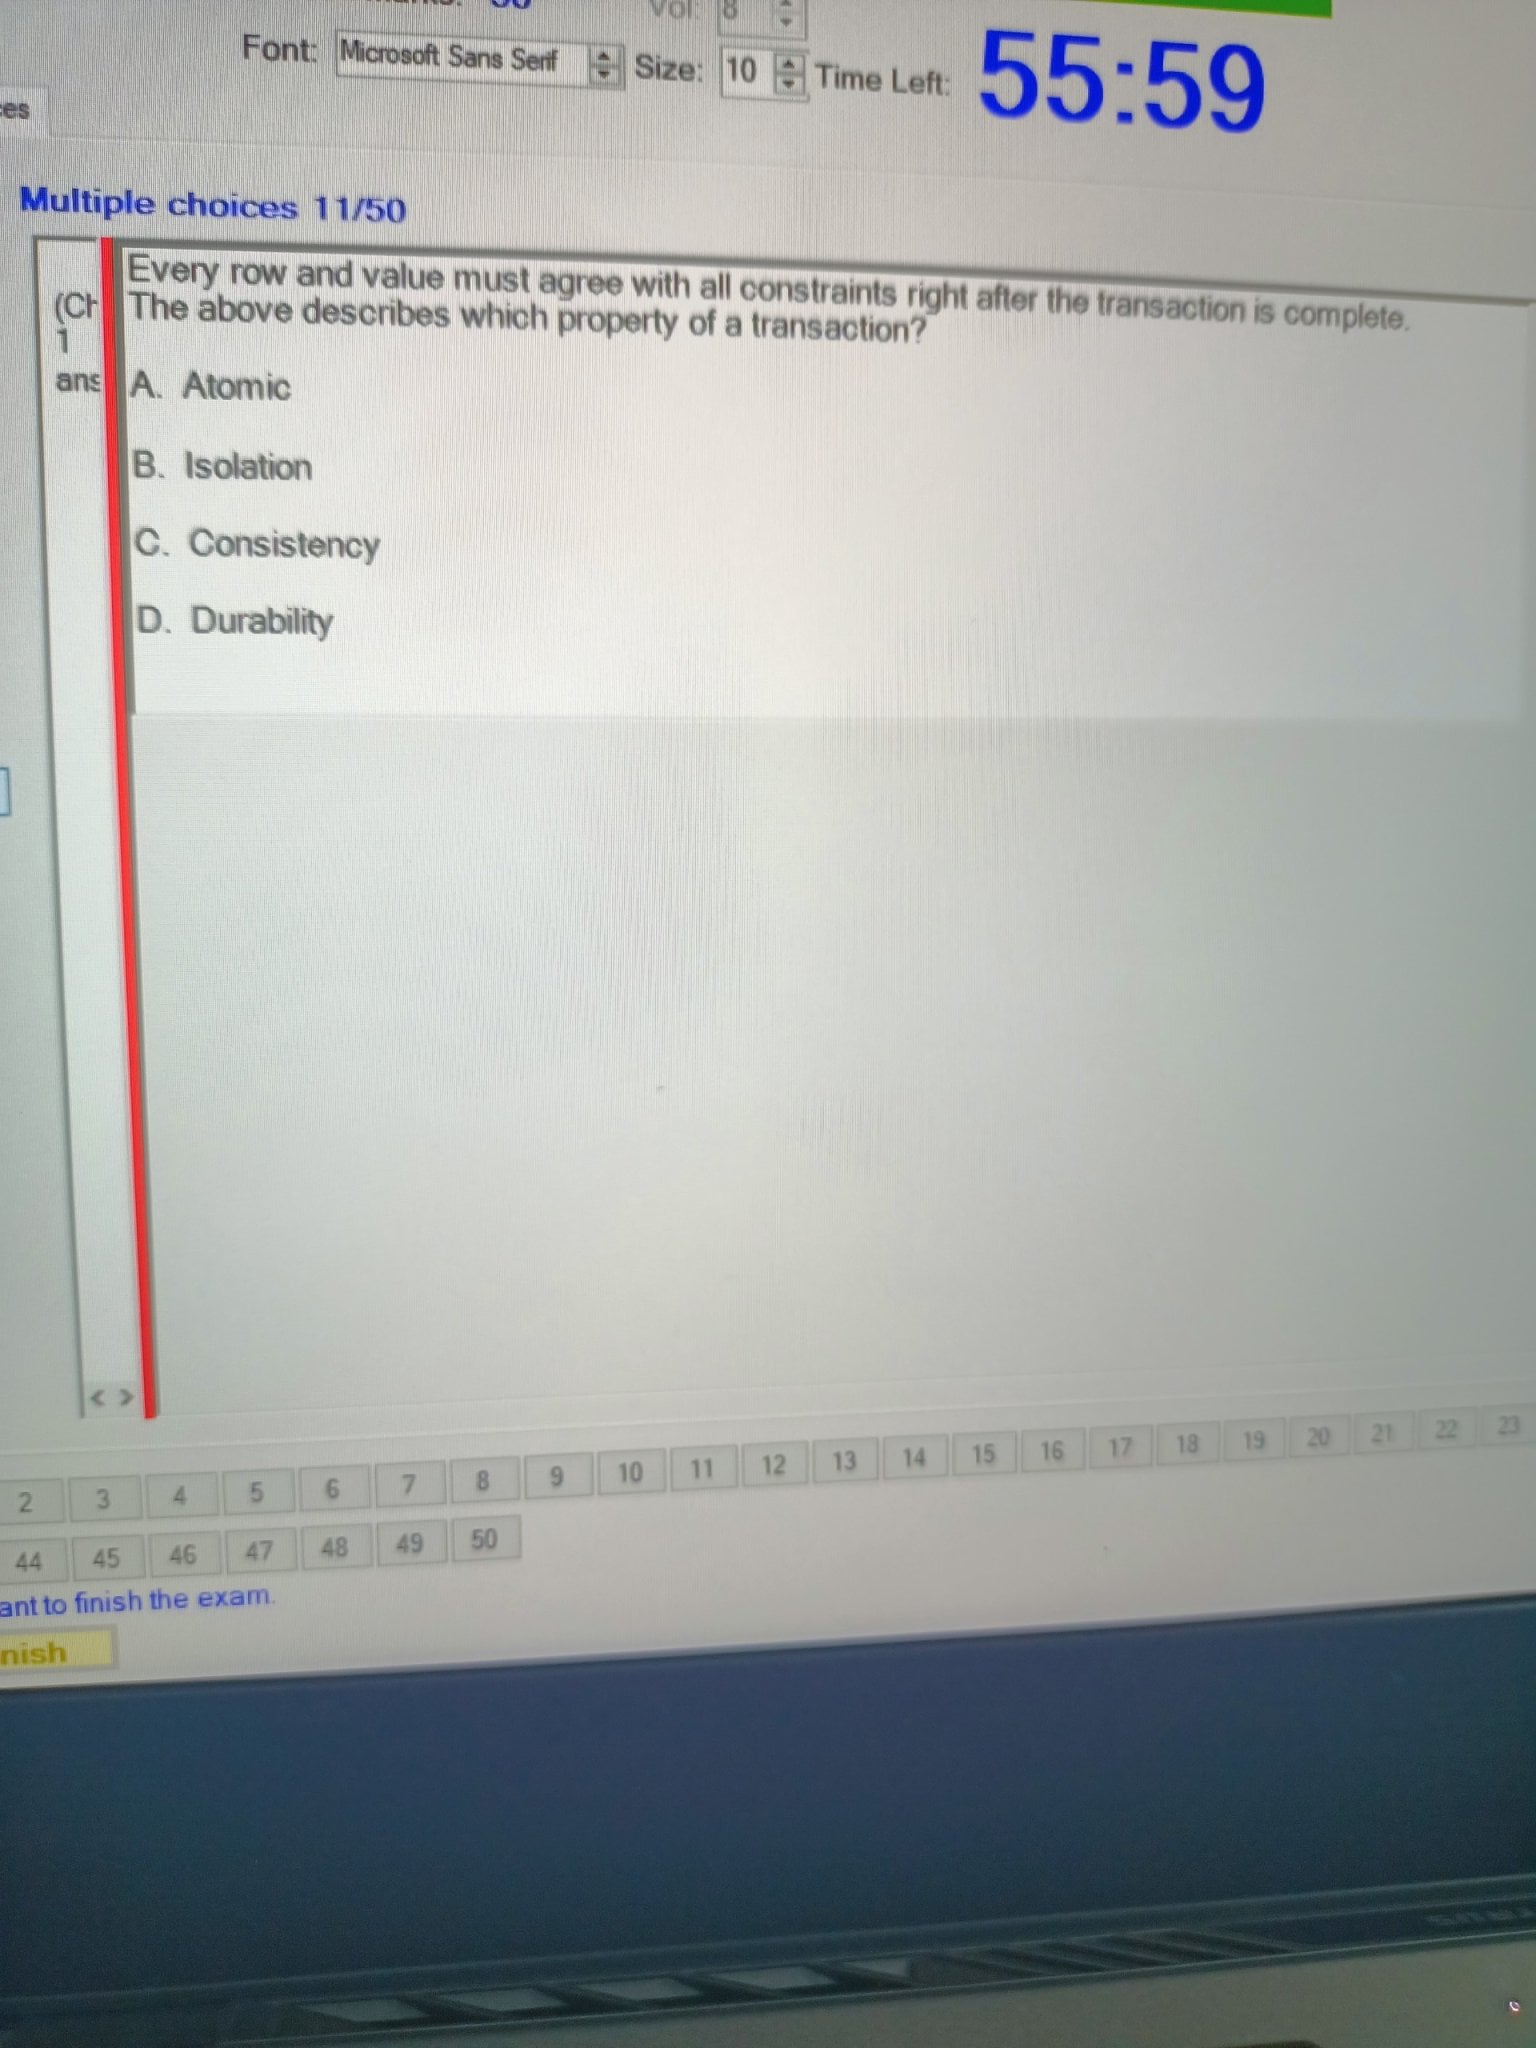 Vol: 8
Font: Microsoft Sans Serif Size: 10 Time Left: 55:59
es
Multiple choices 11/50
(Ch
1
ans
Every row and value must agree with all constraints right after the transaction is complete.
The above describes which property of a transaction?
A. Atomic
B. Isolation
C. Consistency
D. Durability
< >
2 3 4 5 6 7 8 9 10 11 12 13 14 15 16 17 18 19 20 21 22 23
44 45 46 47 48 49 50
ant to finish the exam.
nish